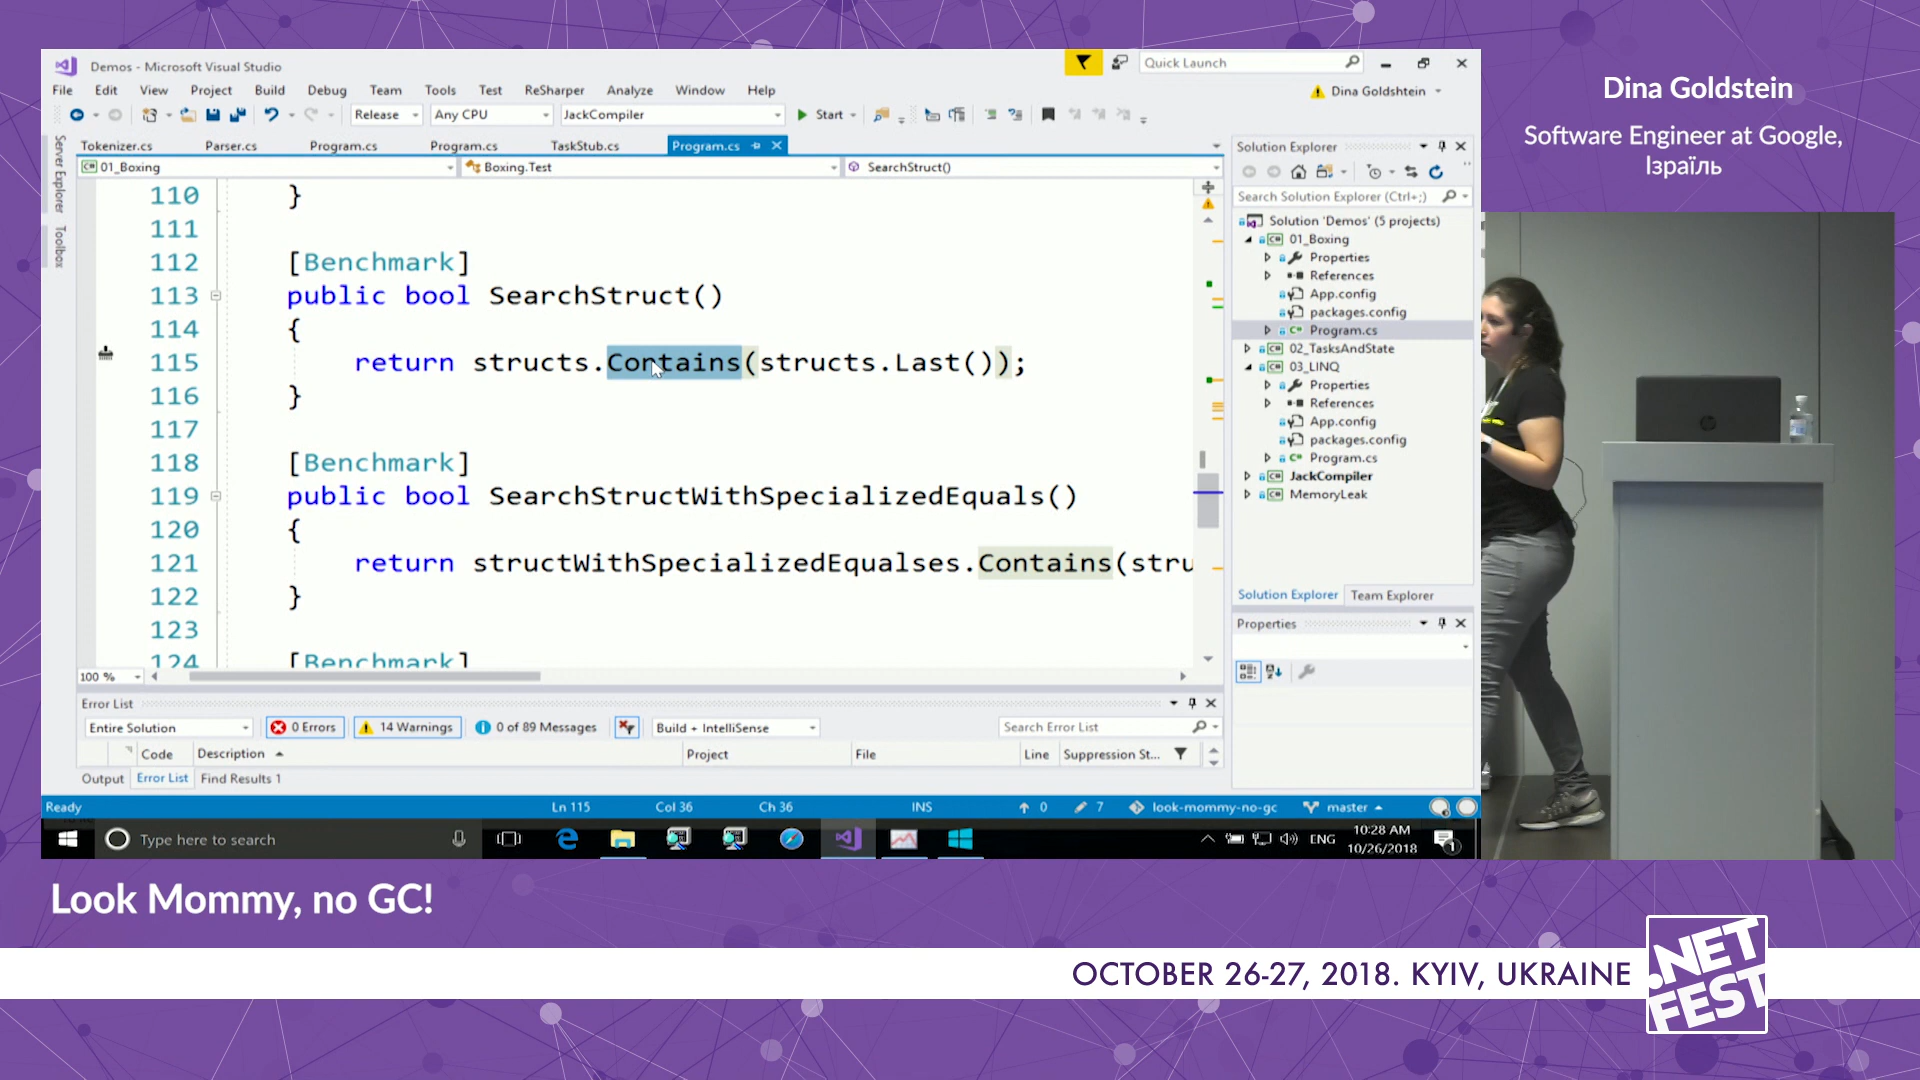 Demos - Microsoft Visual Studio
Quick Launch
File Edit View Project Build Debug Team Tools Test ReSharper Analyze Window Help
Dina Goldshtein
Release Any CPU JackCompiler Start
Server Explorer
Toolbox
Tokenizer.cs Parser.cs Program.cs Program.cs TaskStub.cs Program.cs
01_Boxing Boxing.Test SearchStruct()
110 }
111
112 [Benchmark]
113 public bool SearchStruct()
114 {
115 return structs.Contains(structs.Last());
116 }
117
118 [Benchmark]
119 public bool SearchStructWithSpecializedEquals()
120 {
121 return structWithSpecializedEqualses.Contains(stru
122 }
123
124 [Benchmark]
100 %
Solution Explorer
Search Solution Explorer (Ctrl+;)
Solution 'Demos' (5 projects)
01_Boxing
Properties
References
App.config
packages.config
Program.cs
02_TasksAndState
03_LINQ
Properties
References
App.config
packages.config
Program.cs
JackCompiler
MemoryLeak
Solution Explorer Team Explorer
Properties
Error List
Entire Solution 0 Errors 14 Warnings 0 of 89 Messages Build + IntelliSense Search Error List
Code Description Project File Line Suppression St...
Output Error List Find Results 1
Ready Ln 115 Col 36 Ch 36 INS 0 7 look-mommy-no-gc master
Type here to search
ENG
10:28 AM
10/26/2018
1
Dina Goldstein
Software Engineer at Google,
Ізраїль
Look Mommy, no GC!
OCTOBER 26-27, 2018. KYIV, UKRAINE
.NET
FEST